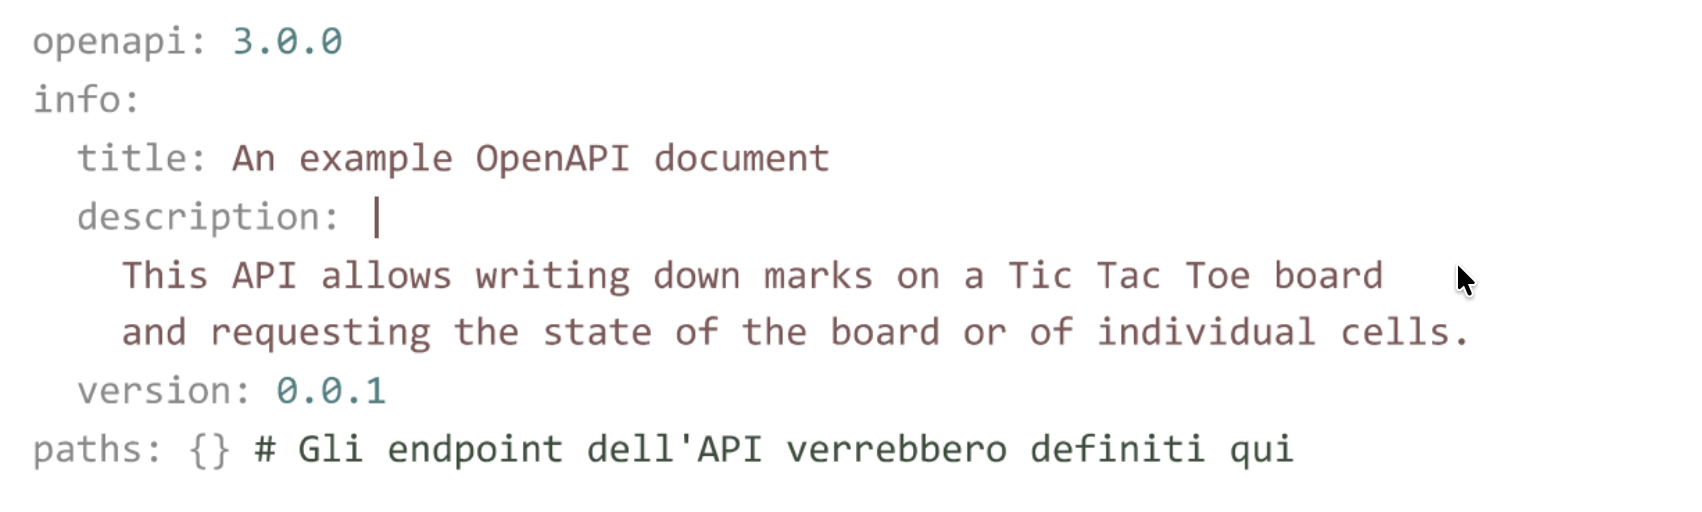 openapi: 3.0.0
info:
  title: An example OpenAPI document
  description: |
    This API allows writing down marks on a Tic Tac Toe board
    and requesting the state of the board or of individual cells.
  version: 0.0.1
paths: {} # Gli endpoint dell'API verrebbero definiti qui